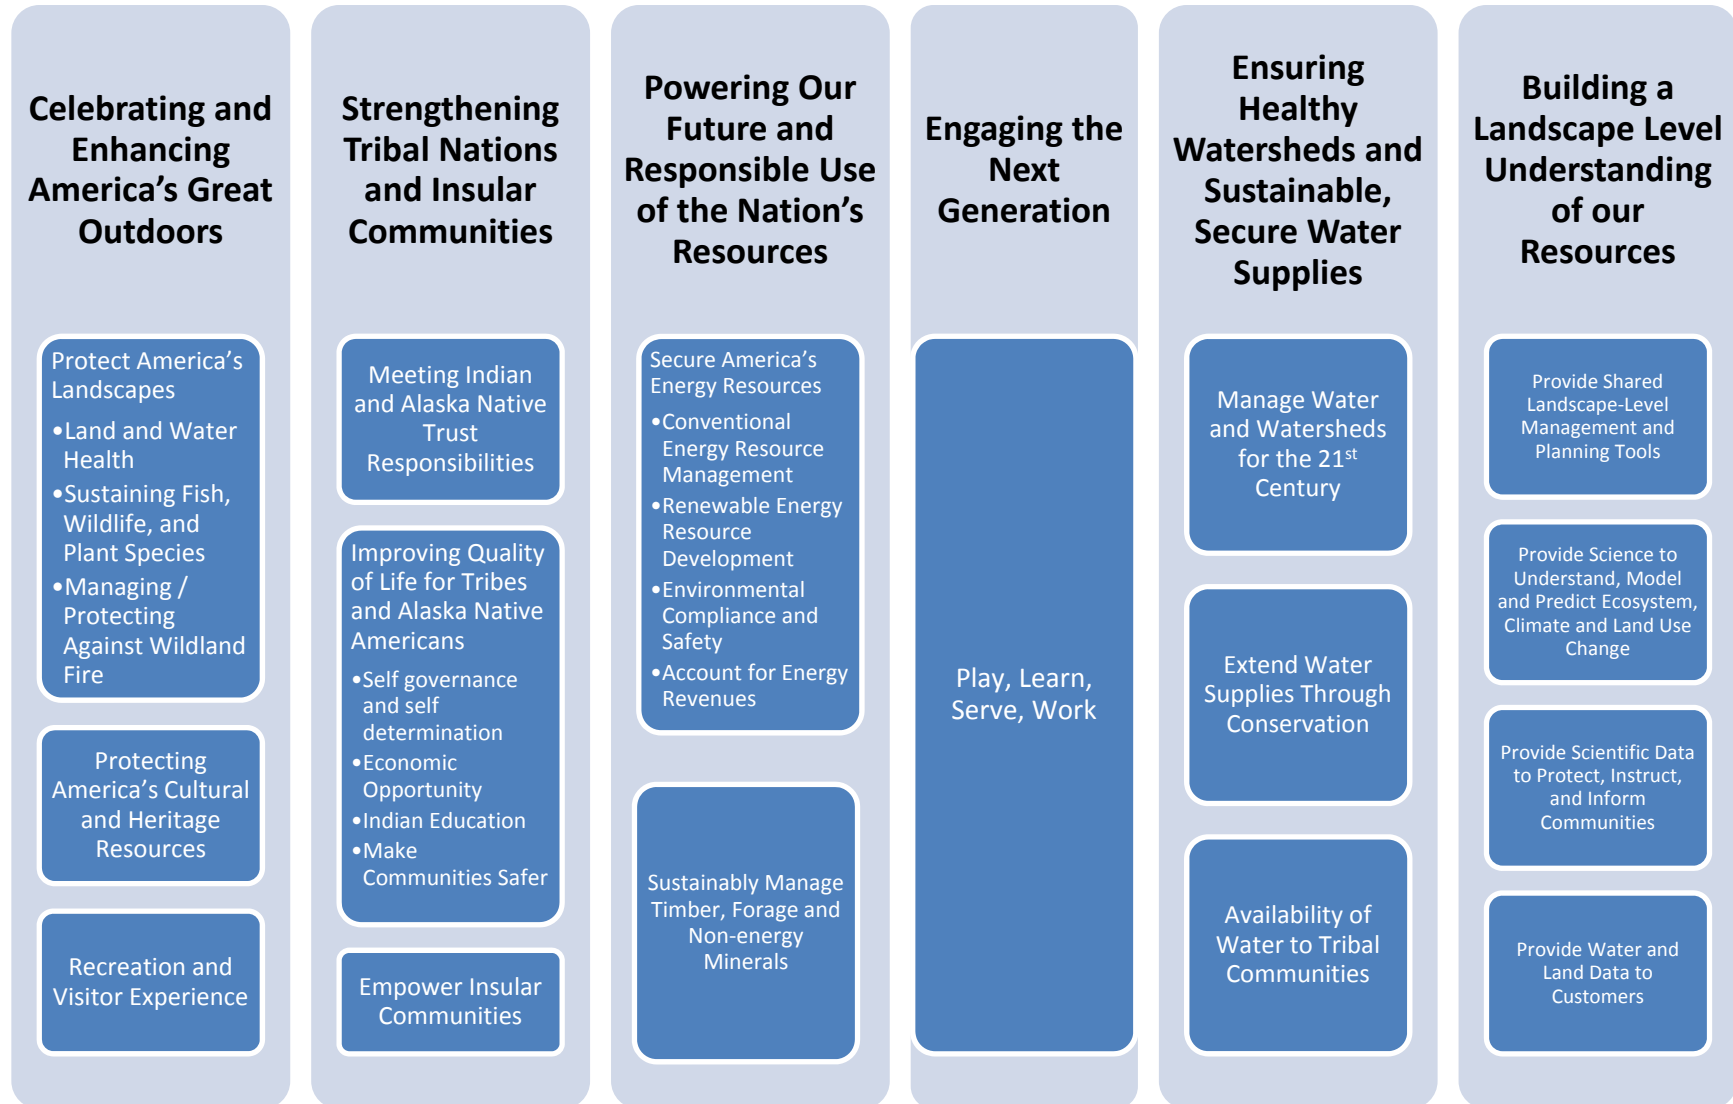 Celebrating and
Enhancing
America’s Great
Outdoors
Protect America’s
Landscapes
•Land and Water
Health
•Sustaining Fish,
Wildlife, and
Plant Species
•Managing /
Protecting
Against Wildland
Fire
Protecting
America’s Cultural
and Heritage
Resources
Recreation and
Visitor Experience
Strengthening
Tribal Nations
and Insular
Communities
Meeting Indian
and Alaska Native
Trust
Responsibilities
Improving Quality
of Life for Tribes
and Alaska Native
Americans
•Self governance
and self
determination
•Economic
Opportunity
•Indian Education
•Make
Communities Safer
Empower Insular
Communities
Powering Our
Future and
Responsible Use
of the Nation’s
Resources
Secure America’s
Energy Resources
•Conventional
Energy Resource
Management
•Renewable Energy
Resource
Development
•Environmental
Compliance and
Safety
•Account for Energy
Revenues
Sustainably Manage
Timber, Forage and
Non-energy
Minerals
Engaging the
Next
Generation
Play, Learn,
Serve, Work
Ensuring
Healthy
Watersheds and
Sustainable,
Secure Water
Supplies
Manage Water
and Watersheds
for the 21st
Century
Extend Water
Supplies Through
Conservation
Availability of
Water to Tribal
Communities
Building a
Landscape Level
Understanding
of our
Resources
Provide Shared
Landscape-Level
Management and
Planning Tools
Provide Science to
Understand, Model
and Predict Ecosystem,
Climate and Land Use
Change
Provide Scientific Data
to Protect, Instruct,
and Inform
Communities
Provide Water and
Land Data to
Customers